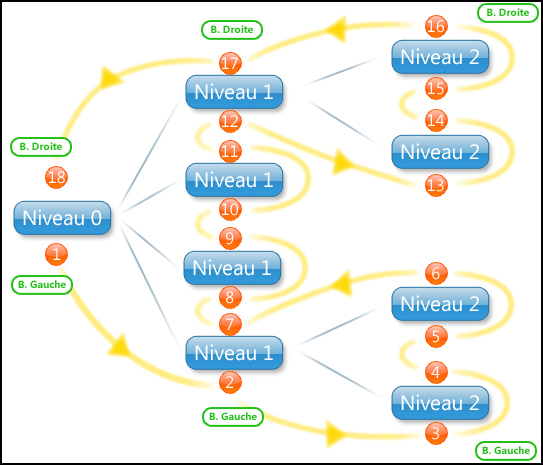 B. Droite
16
B. Droite
Niveau 2
17
Niveau 1
15
12
14
B. Droite
11
Niveau 2
18
Niveau 1
13
10
Niveau 0
9
1
Niveau 1
6
B. Gauche
8
Niveau 2
7
5
Niveau 1
4
2
Niveau 2
B. Gauche
3
B. Gauche